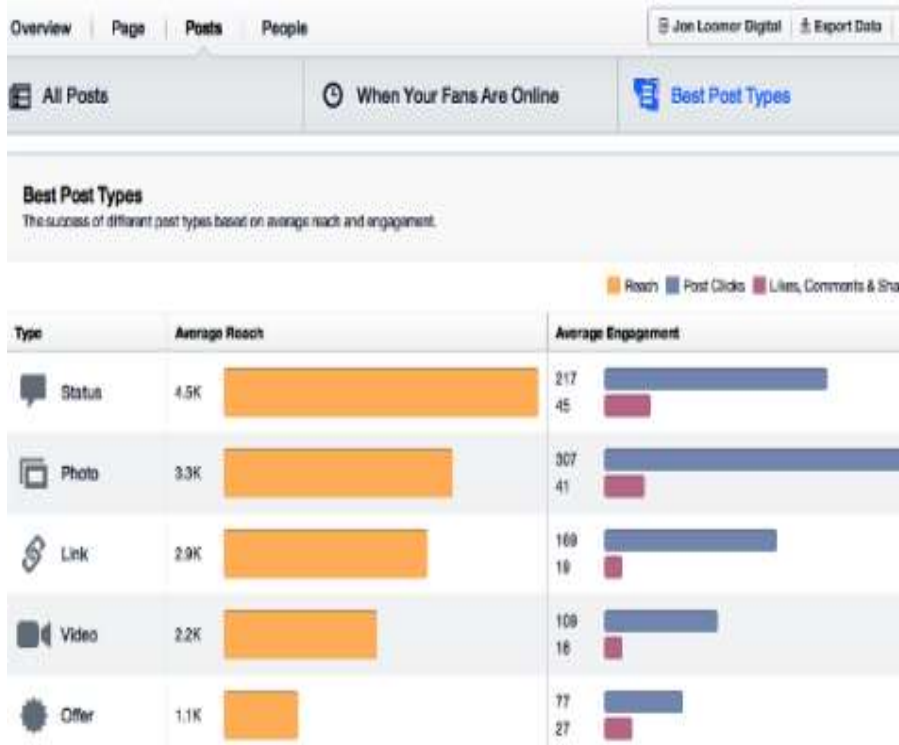 Overview Page Posts People Jon Loomer Digital Export Data
All Posts When Your Fans Are Online Best Post Types
Best Post Types
The success of different post types based on average reach and engagement.
Reach Post Clicks Likes, Comments & Sha
Type Average Reach Average Engagement
Status 4.5K 217
45
Photo 3.3K 307
41
Link 2.9K 169
19
Video 2.2K 109
18
Offer 1.1K 77
27